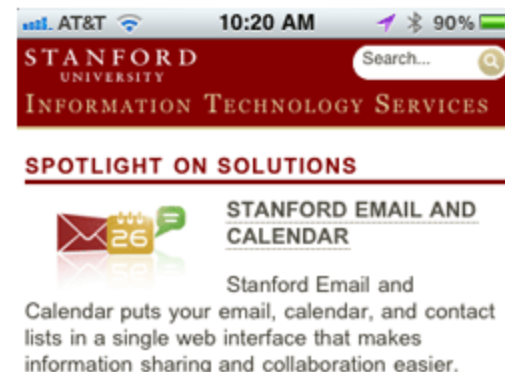 AT&T 10:20 AM 90%
STANFORD Search...
UNIVERSITY
INFORMATION TECHNOLOGY SERVICES
SPOTLIGHT ON SOLUTIONS
26
STANFORD EMAIL AND
CALENDAR
Stanford Email and
Calendar puts your email, calendar, and contact
lists in a single web interface that makes
information sharing and collaboration easier.